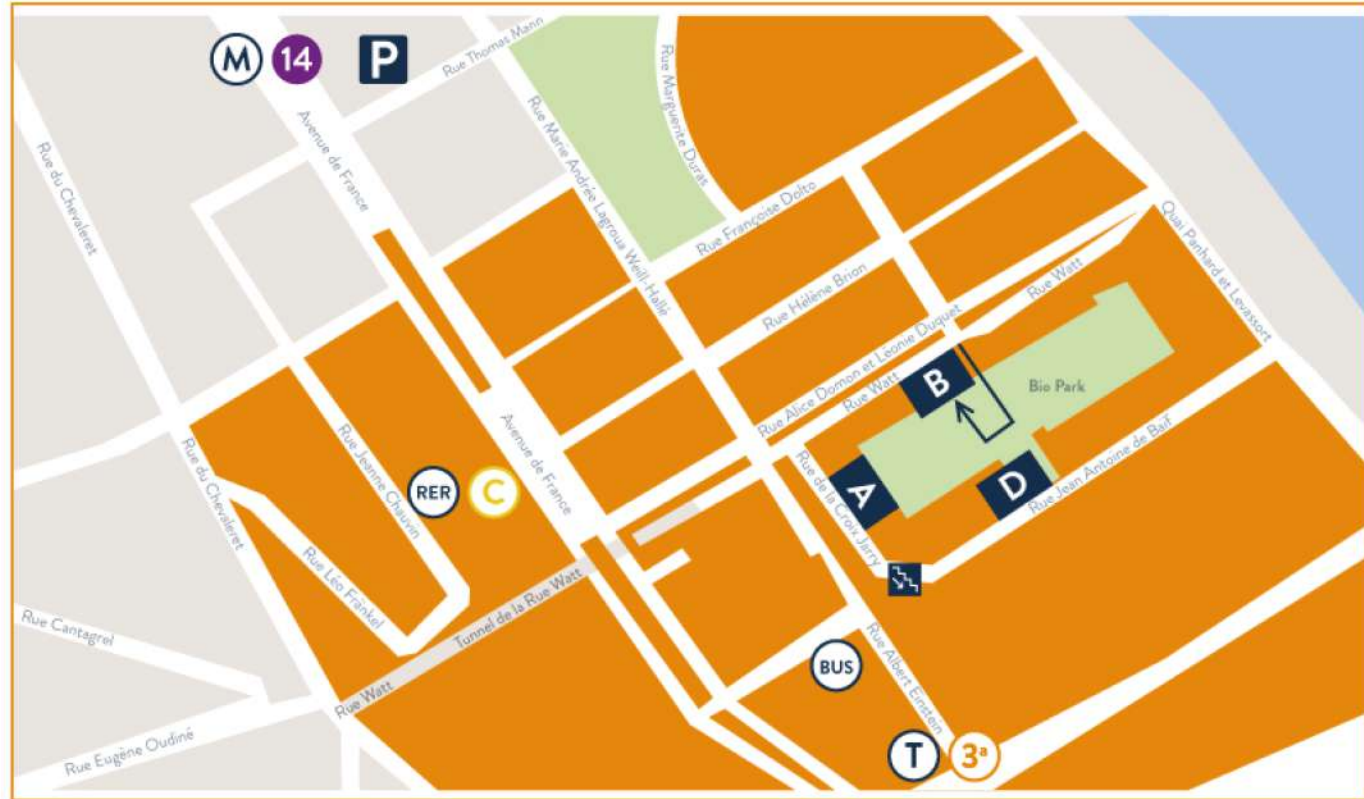 M
14
P
Rue Thomas Mann
Rue Marguerite Duras
Avenue de France
Rue du Chevaleret
Rue Marie Andrée Lagroua Weill-Hallé
Rue Françoise Dolto
Quai Panhard et Levassort
Rue Hélène Brion
Rue Watt
Rue Alice Domon et Léonie Duquet
Rue Watt
B
Bio Park
Rue Jeanne Chauvin
Avenue de France
RER
C
Rue du Chevaleret
Rue de la Croix Jarry
A
D
Rue Jean Antoine de Baïf
Rue Léo Fränkel
Tunnel de la Rue Watt
Rue Cantagrel
BUS
Rue Albert Einstein
Rue Watt
Rue Eugène Oudiné
T
3ª